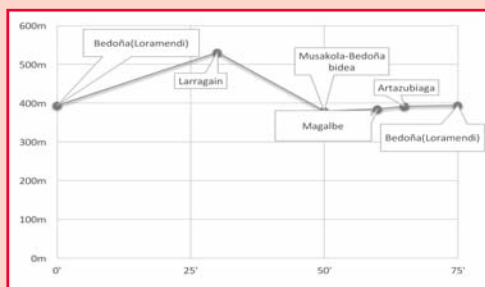 600m
500m
400m
300m
200m
100m
0m
Bedoña(Loramendi)
Larragain
Musakola-Bedoña
bidea
Magalbe
Artazubiaga
Bedoña(Loramendi)
0'
25'
50'
75'